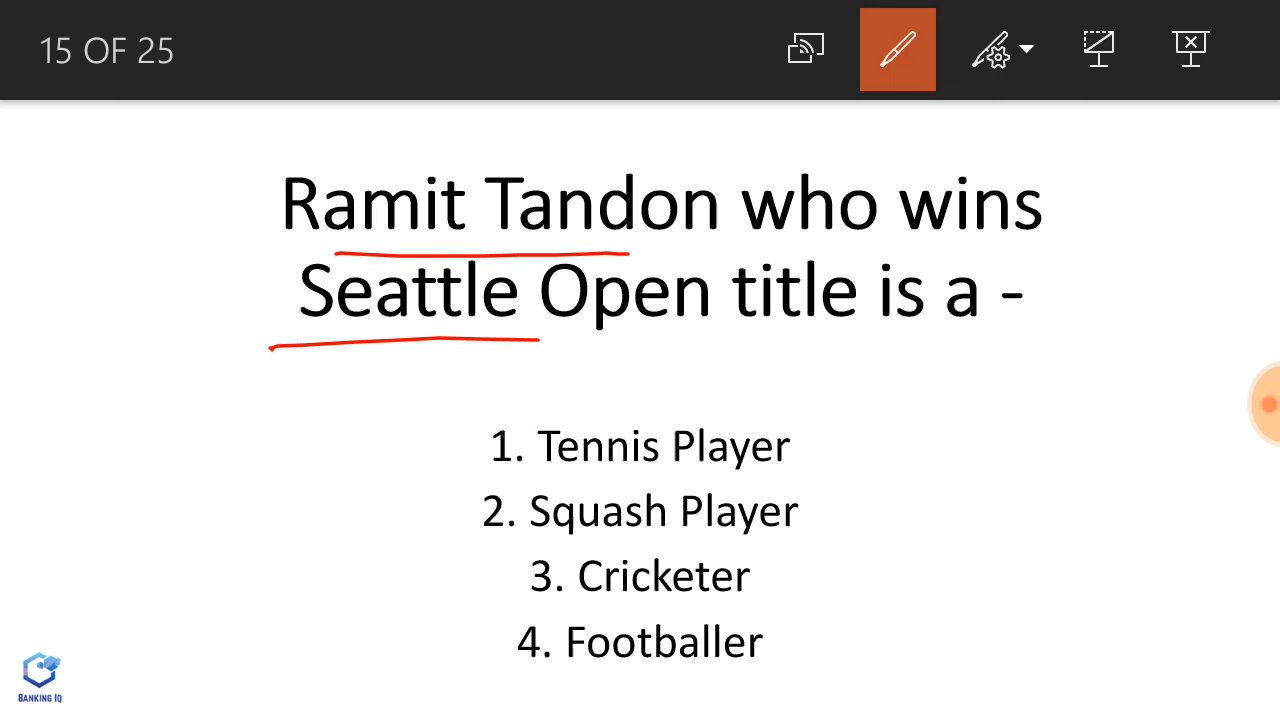 15 OF 25
Ramit Tandon who wins
Seattle Open title is a -
1. Tennis Player
2. Squash Player
3. Cricketer
4. Footballer
BANKING IQ